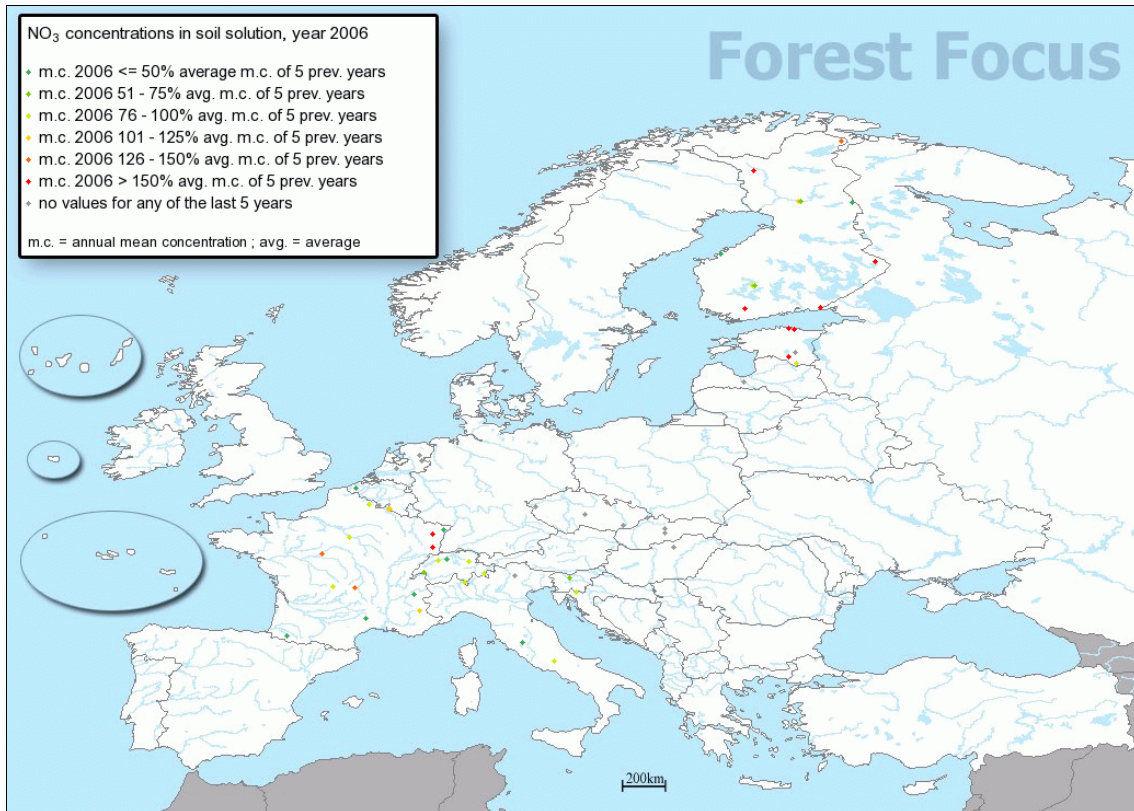 NO3 concentrations in soil solution, year 2006
Forest Focus
m.c. 2006 <= 50% average m.c. of 5 prev. years
m.c. 2006 51 - 75% avg. m.c. of 5 prev. years
m.c. 2006 76 - 100% avg. m.c. of 5 prev. years
m.c. 2006 101 - 125% avg. m.c. of 5 prev. years
m.c. 2006 126 - 150% avg. m.c. of 5 prev. years
m.c. 2006 > 150% avg. m.c. of 5 prev. years
no values for any of the last 5 years
m.c. = annual mean concentration ; avg. = average
200km